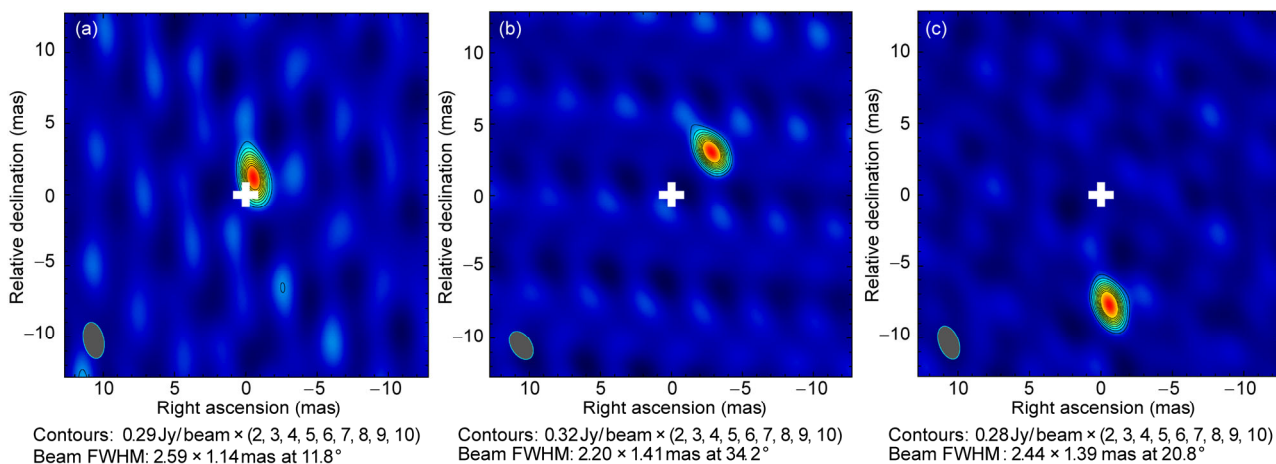 (a)
10
5
0
−5
−10
Relative declination (mas)
10 5 0 −5 −10
Right ascension (mas)
Contours: 0.29 Jy/beam × (2, 3, 4, 5, 6, 7, 8, 9, 10)
Beam FWHM: 2.59 × 1.14 mas at 11.8°
(b)
10
5
0
−5
−10
Relative declination (mas)
10 5 0 −5 −10
Right ascension (mas)
Contours: 0.32 Jy/beam × (2, 3, 4, 5, 6, 7, 8, 9, 10)
Beam FWHM: 2.20 × 1.41 mas at 34.2°
(c)
10
5
0
−5
−10
Relative declination (mas)
10 5 0 −5 −10
Right ascension (mas)
Contours: 0.28 Jy/beam × (2, 3, 4, 5, 6, 7, 8, 9, 10)
Beam FWHM: 2.44 × 1.39 mas at 20.8°